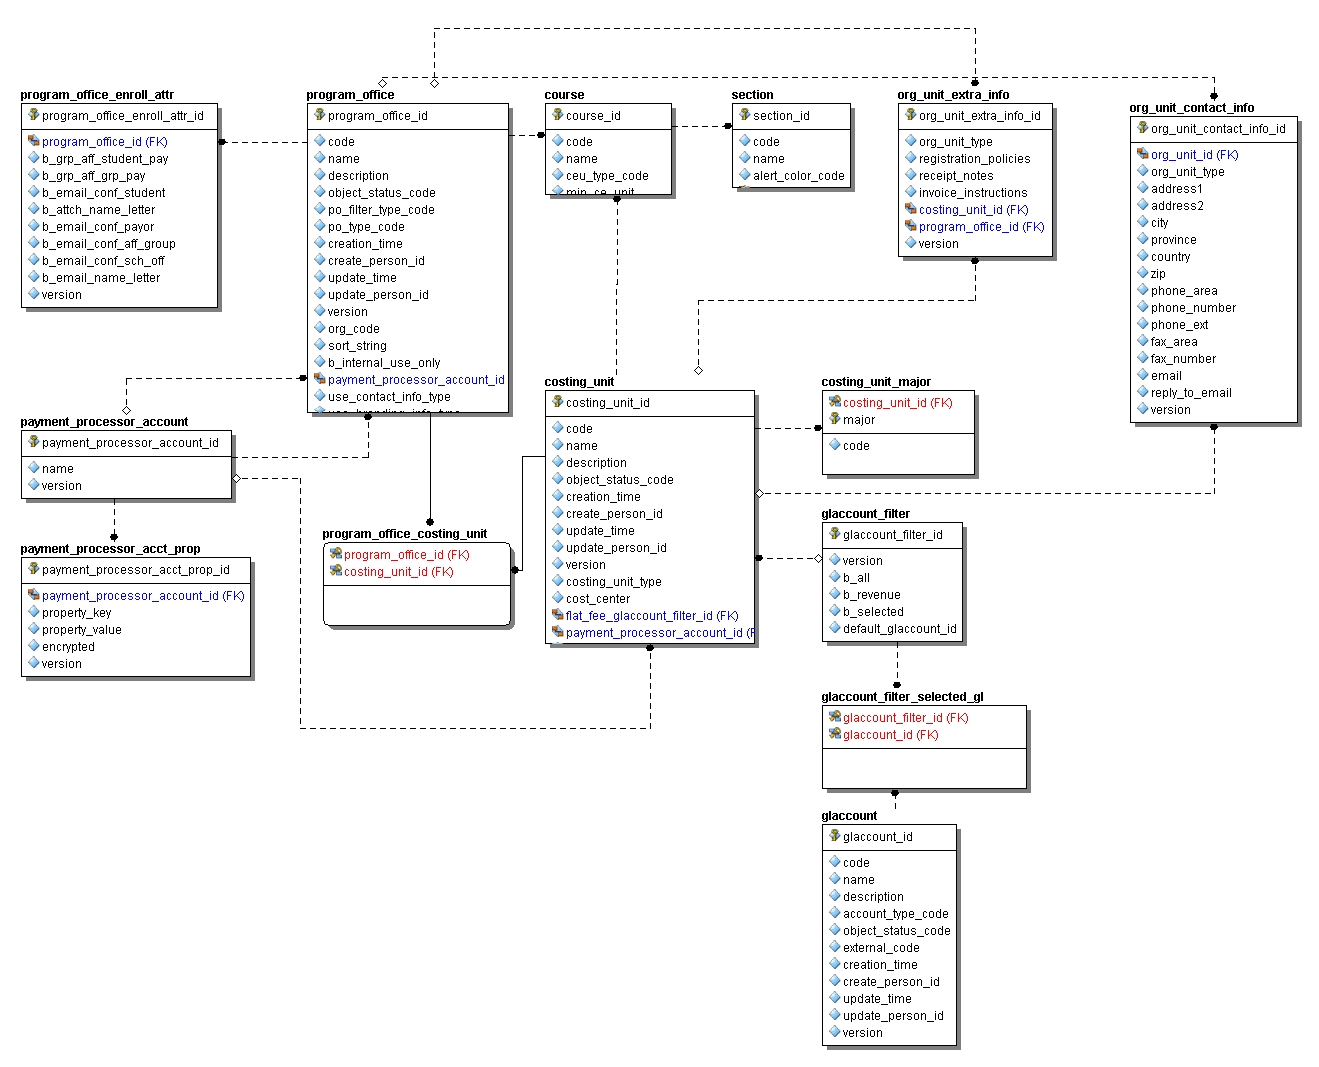 program_office_enroll_attr
program_office_enroll_attr_id
program_office_id (FK)
b_grp_aff_student_pay
b_grp_aff_grp_pay
b_email_conf_student
b_attch_name_letter
b_email_conf_payor
b_email_conf_aff_group
b_email_conf_sch_off
b_email_name_letter
version
program_office
program_office_id
code
name
description
object_status_code
po_filter_type_code
po_type_code
creation_time
create_person_id
update_time
update_person_id
version
org_code
sort_string
b_internal_use_only
payment_processor_account_id
use_contact_info_type
use_branding_info_type
course
course_id
code
name
ceu_type_code
min_ce_unit
section
section_id
code
name
alert_color_code
org_unit_extra_info
org_unit_extra_info_id
org_unit_type
registration_policies
receipt_notes
invoice_instructions
costing_unit_id (FK)
program_office_id (FK)
version
org_unit_contact_info
org_unit_contact_info_id
org_unit_id (FK)
org_unit_type
address1
address2
city
province
country
zip
phone_area
phone_number
phone_ext
fax_area
fax_number
email
reply_to_email
version
payment_processor_account
payment_processor_account_id
name
version
payment_processor_acct_prop
payment_processor_acct_prop_id
payment_processor_account_id (FK)
property_key
property_value
encrypted
version
program_office_costing_unit
program_office_id (FK)
costing_unit_id (FK)
costing_unit
costing_unit_id
code
name
description
object_status_code
creation_time
create_person_id
update_time
update_person_id
version
costing_unit_type
cost_center
flat_fee_glaccount_filter_id (FK)
payment_processor_account_id (F
costing_unit_major
costing_unit_id (FK)
major
code
glaccount_filter
glaccount_filter_id
version
b_all
b_revenue
b_selected
default_glaccount_id
glaccount_filter_selected_gl
glaccount_filter_id (FK)
glaccount_id (FK)
glaccount
glaccount_id
code
name
description
account_type_code
object_status_code
external_code
creation_time
create_person_id
update_time
update_person_id
version